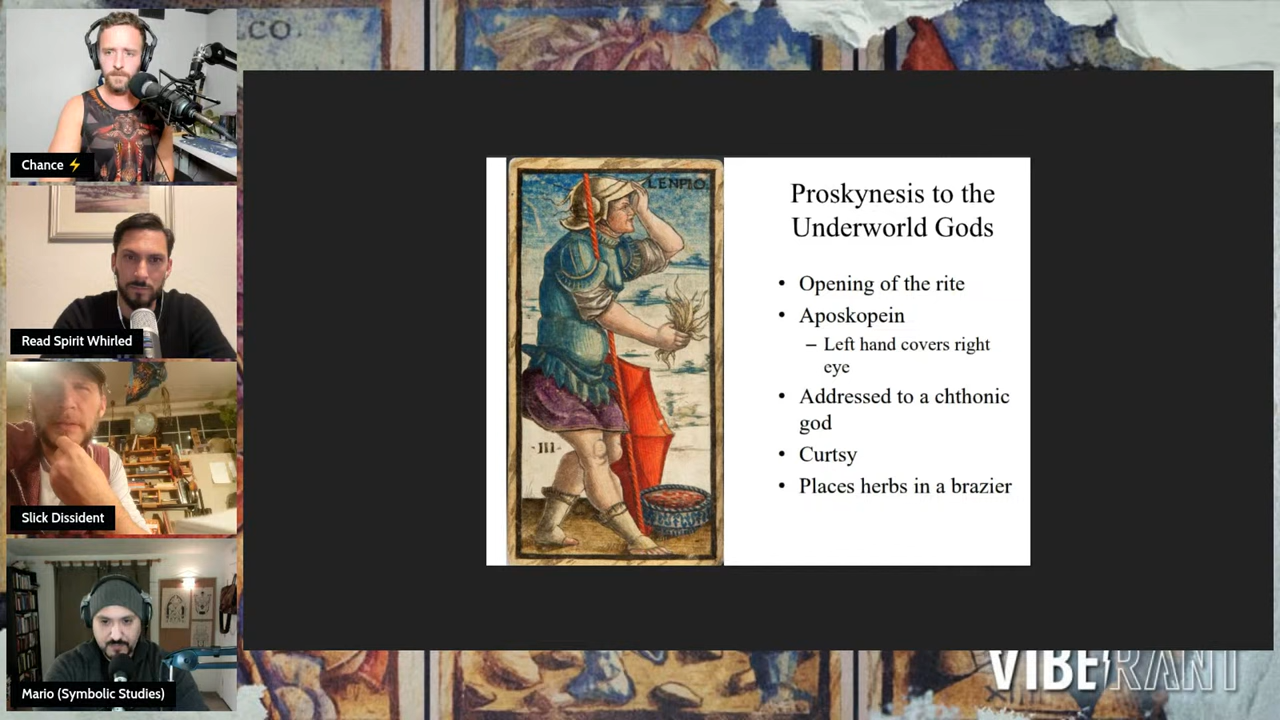 CO
Chance ⚡
Read Spirit Whirled
Slick Dissident
Mario (Symbolic Studies)
LENPIO
·III·
Proskynesis to the
Underworld Gods
• Opening of the rite
• Aposkopein
– Left hand covers right
eye
• Addressed to a chthonic
god
• Curtsy
• Places herbs in a brazier
VIBERANT